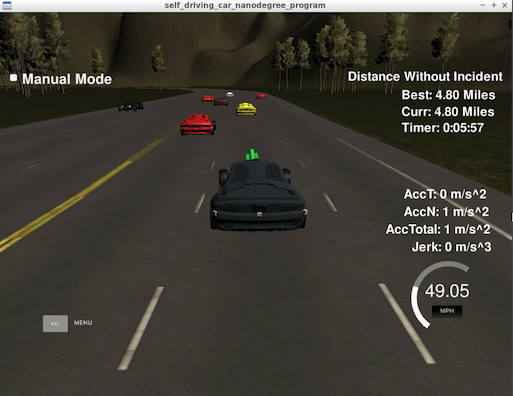 self_driving_car_nanodegree_program
Manual Mode
Distance Without Incident
Best: 4.80 Miles
Curr: 4.80 Miles
Timer: 0:05:57
AccT: 0 m/s^2
AccN: 1 m/s^2
AccTotal: 1 m/s^2
Jerk: 0 m/s^3
49.05
MPH
MENU